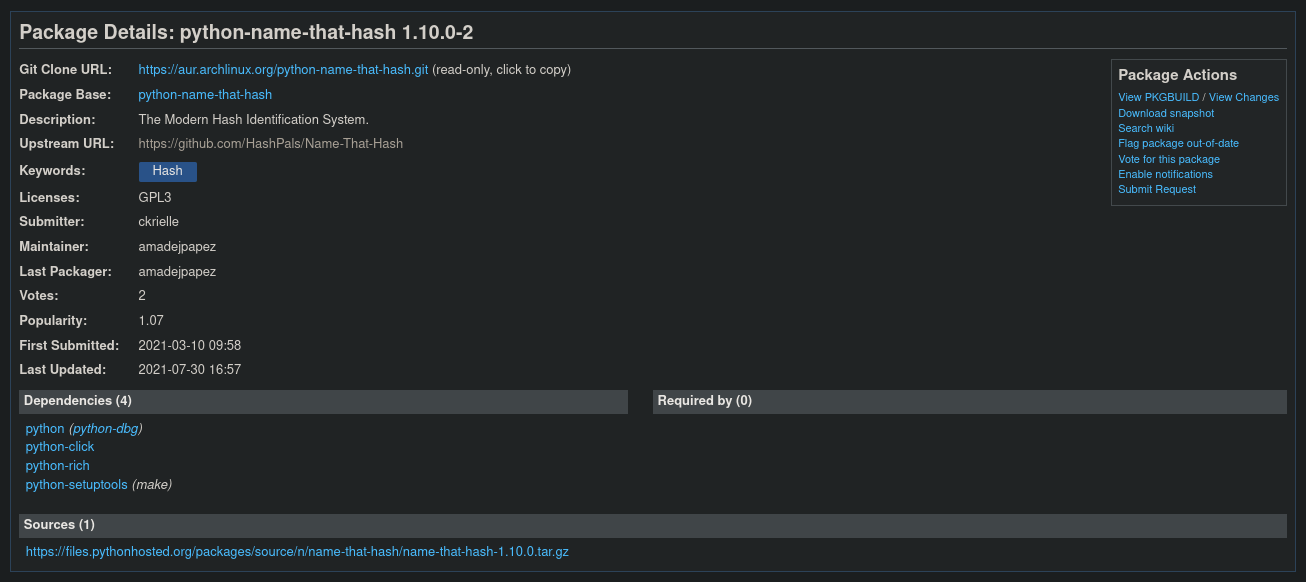 Package Details: python-name-that-hash 1.10.0-2
Git Clone URL: https://aur.archlinux.org/python-name-that-hash.git (read-only, click to copy)
Package Base: python-name-that-hash
Description: The Modern Hash Identification System.
Upstream URL: https://github.com/HashPals/Name-That-Hash
Keywords: Hash
Licenses: GPL3
Submitter: ckrielle
Maintainer: amadejpapez
Last Packager: amadejpapez
Votes: 2
Popularity: 1.07
First Submitted: 2021-03-10 09:58
Last Updated: 2021-07-30 16:57
Package Actions
View PKGBUILD / View Changes
Download snapshot
Search wiki
Flag package out-of-date
Vote for this package
Enable notifications
Submit Request
Dependencies (4)
python (python-dbg)
python-click
python-rich
python-setuptools (make)
Required by (0)
Sources (1)
https://files.pythonhosted.org/packages/source/n/name-that-hash/name-that-hash-1.10.0.tar.gz